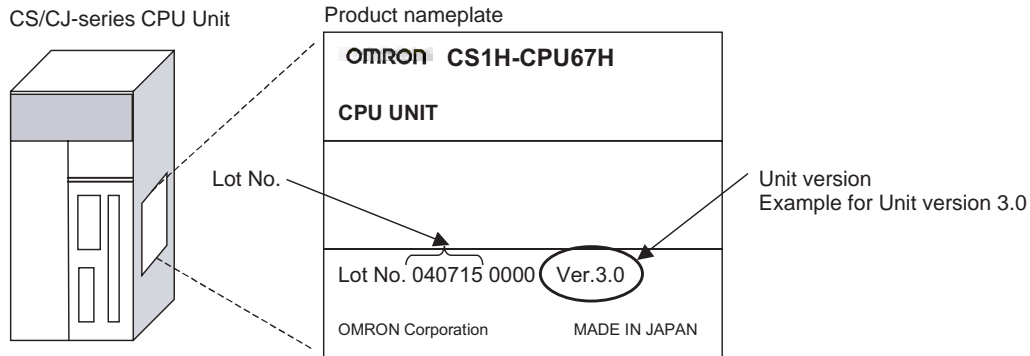 CS/CJ-series CPU Unit
Product nameplate
OMRON CS1H-CPU67H
CPU UNIT
Lot No.
Unit version
Example for Unit version 3.0
Lot No. 040715 0000 Ver.3.0
OMRON Corporation MADE IN JAPAN